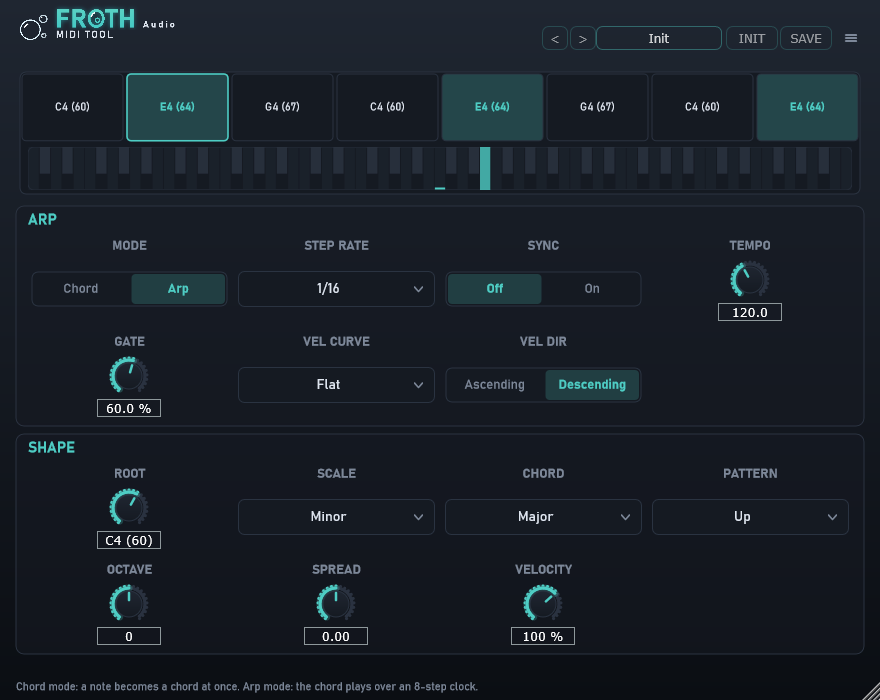 FROTH
MIDI TOOL Audio
< > Init INIT SAVE
C4 (60) E4 (64) G4 (67) C4 (60) E4 (64) G4 (67) C4 (60) E4 (64)
ARP
MODE STEP RATE SYNC TEMPO
Chord Arp 1/16 Off On
120.0
GATE VEL CURVE VEL DIR
Flat Ascending Descending
60.0 %
SHAPE
ROOT SCALE CHORD PATTERN
Minor Major Up
C4 (60)
OCTAVE SPREAD VELOCITY
0 0.00 100 %
Chord mode: a note becomes a chord at once. Arp mode: the chord plays over an 8-step clock.